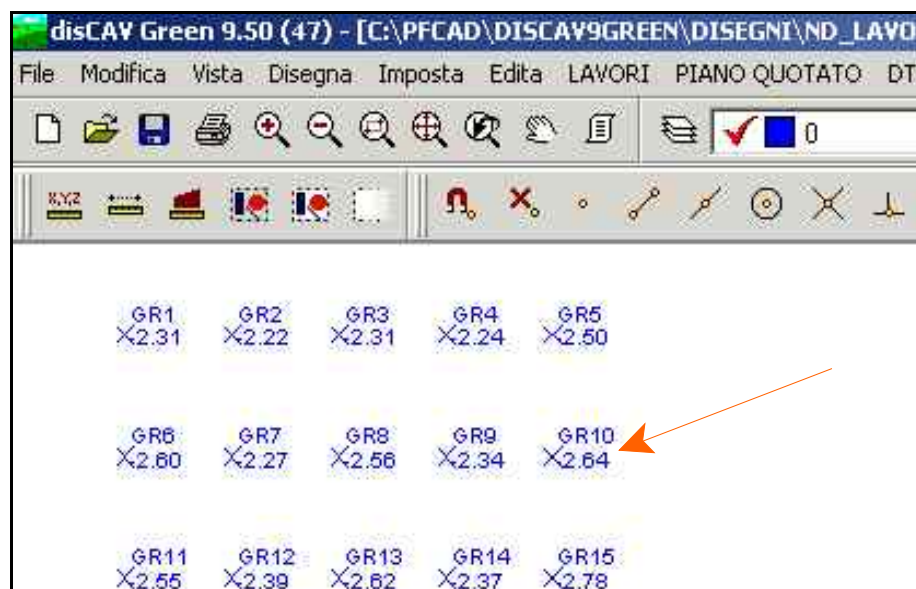 disCAV Green 9.50 (47) - [C:\PFCAD\DISCAV9GREEN\DISEGNI\ND_LAVO
File Modifica Vista Disegna Imposta Edita LAVORI PIANO QUOTATO DT
0
X,Y,Z
GR1 GR2 GR3 GR4 GR5
2.31 2.22 2.31 2.24 2.50
GR6 GR7 GR8 GR9 GR10
2.60 2.27 2.56 2.34 2.64
GR11 GR12 GR13 GR14 GR15
2.55 2.39 2.62 2.37 2.78